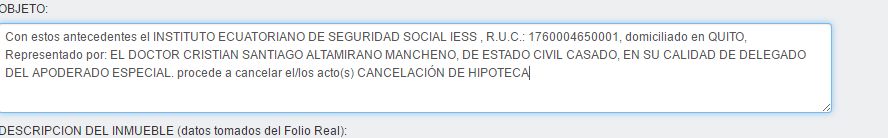 OBJETO:
Con estos antecedentes el INSTITUTO ECUATORIANO DE SEGURIDAD SOCIAL IESS , R.U.C.: 1760004650001, domiciliado en QUITO,
Representado por: EL DOCTOR CRISTIAN SANTIAGO ALTAMIRANO MANCHENO, DE ESTADO CIVIL CASADO, EN SU CALIDAD DE DELEGADO
DEL APODERADO ESPECIAL. procede a cancelar el/los acto(s) CANCELACIÓN DE HIPOTECA
DESCRIPCION DEL INMUEBLE (datos tomados del Folio Real):